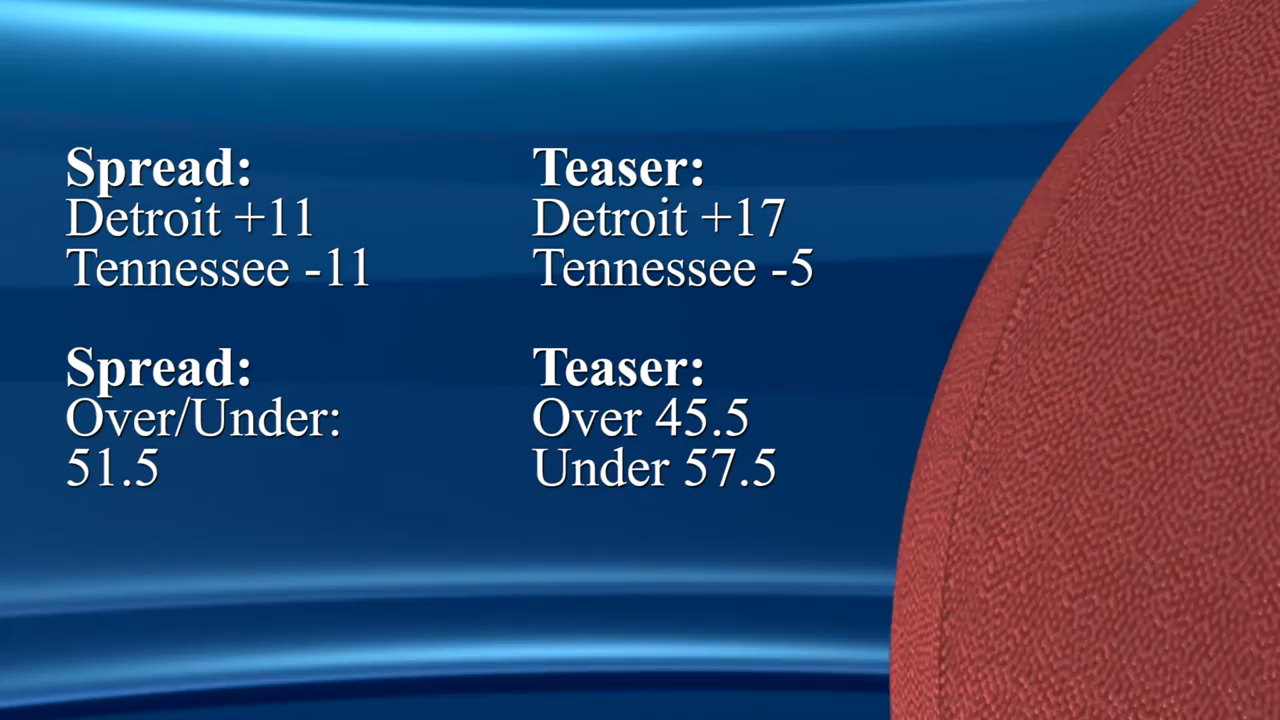 Spread:
Detroit +11
Tennessee -11
Spread:
Over/Under:
51.5
Teaser:
Detroit +17
Tennessee -5
Teaser:
Over 45.5
Under 57.5